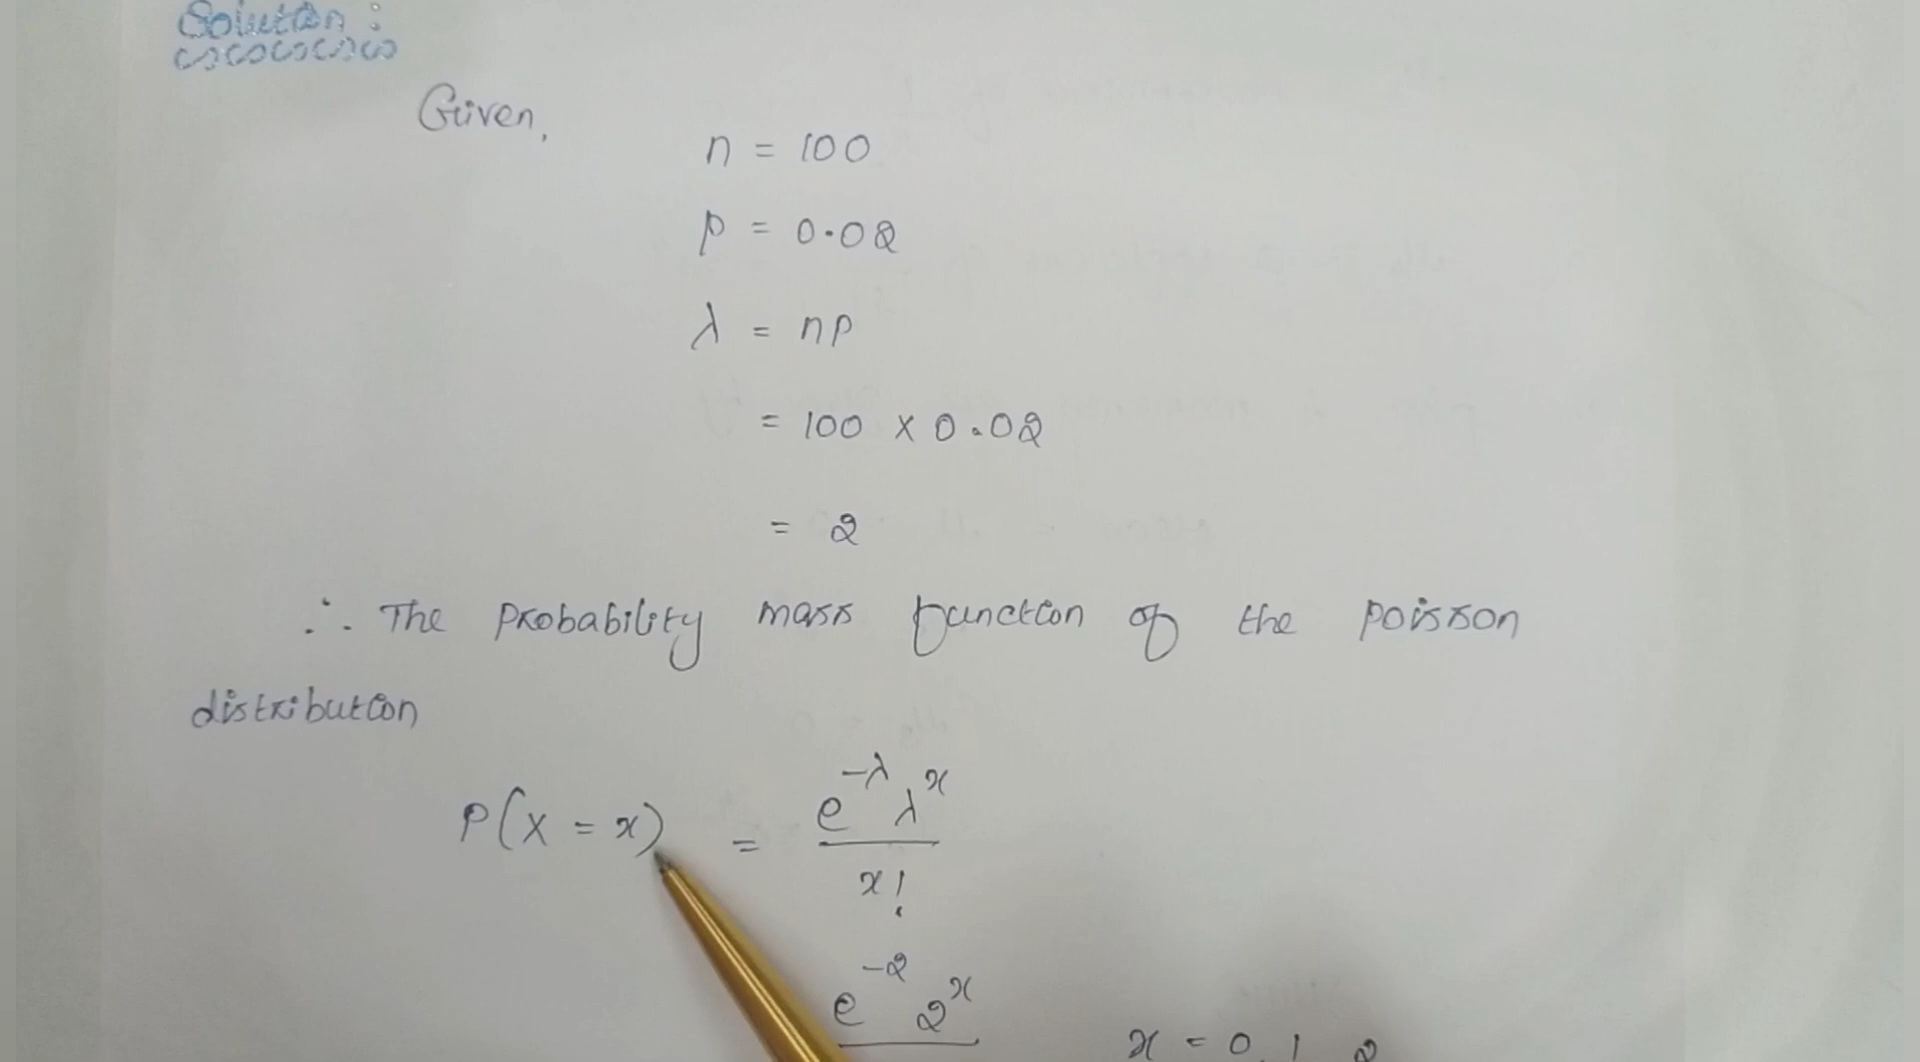 Solution:
Given,
n = 100
p = 0.02
λ = np
= 100 x 0.02
= 2
∴ The probability mass function of the poisson
distribution
P(X = x) = e^-λ λ^x / x!
e^-2 2^x x = 0, 1, 2